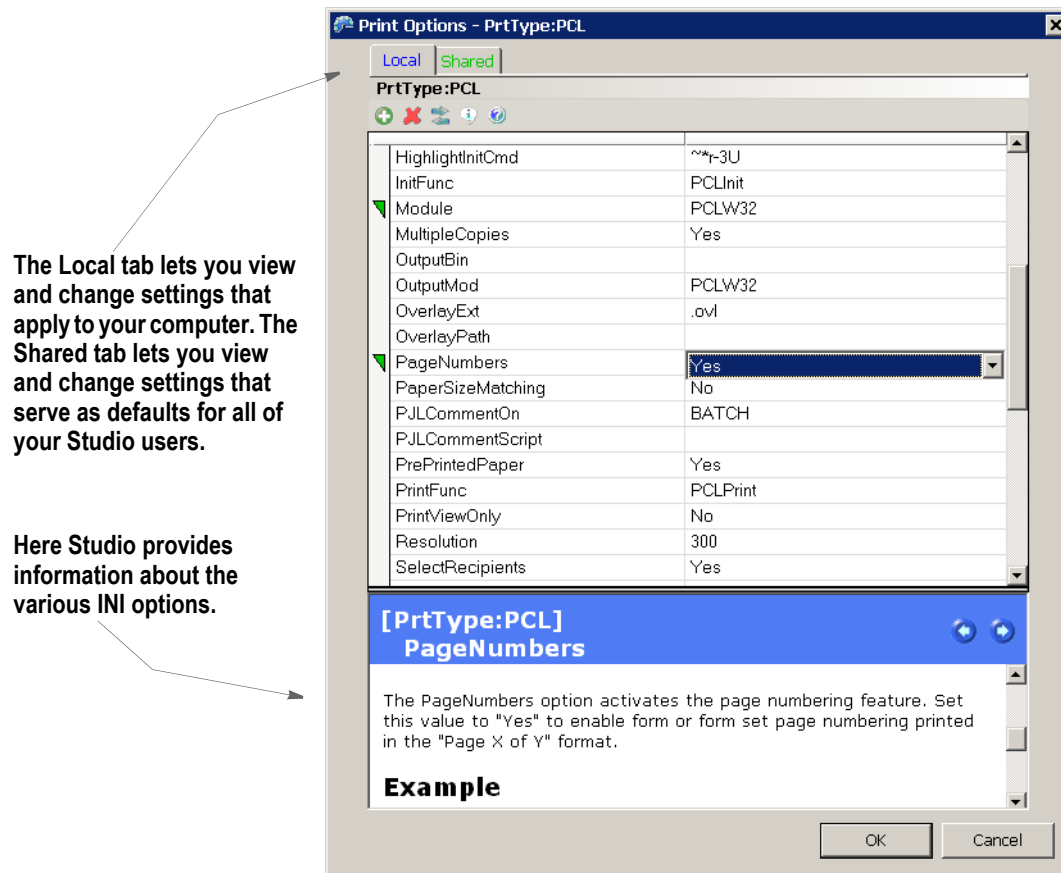 Print Options - PrtType:PCL
Local Shared
PrtType:PCL
HighlightInitCmd ~*r-3U
InitFunc PCLInit
Module PCLW32
MultipleCopies Yes
OutputBin
OutputMod PCLW32
OverlayExt .ovl
OverlayPath
PageNumbers Yes
PaperSizeMatching No
PJLCommentOn BATCH
PJLCommentScript
PrePrintedPaper Yes
PrintFunc PCLPrint
PrintViewOnly No
Resolution 300
SelectRecipients Yes
[PrtType:PCL]
PageNumbers
The PageNumbers option activates the page numbering feature. Set
this value to "Yes" to enable form or form set page numbering printed
in the "Page X of Y" format.
Example
OK Cancel
The Local tab lets you view
and change settings that
apply to your computer. The
Shared tab lets you view
and change settings that
serve as defaults for all of
your Studio users.
Here Studio provides
information about the
various INI options.